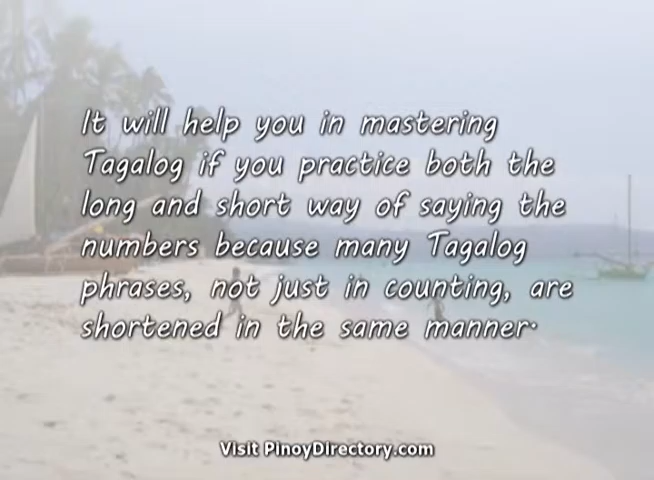 It will help you in mastering
Tagalog if you practice both the
long and short way of saying the
numbers because many Tagalog
phrases, not just in counting, are
shortened in the same manner.
Visit PinoyDirectory.com